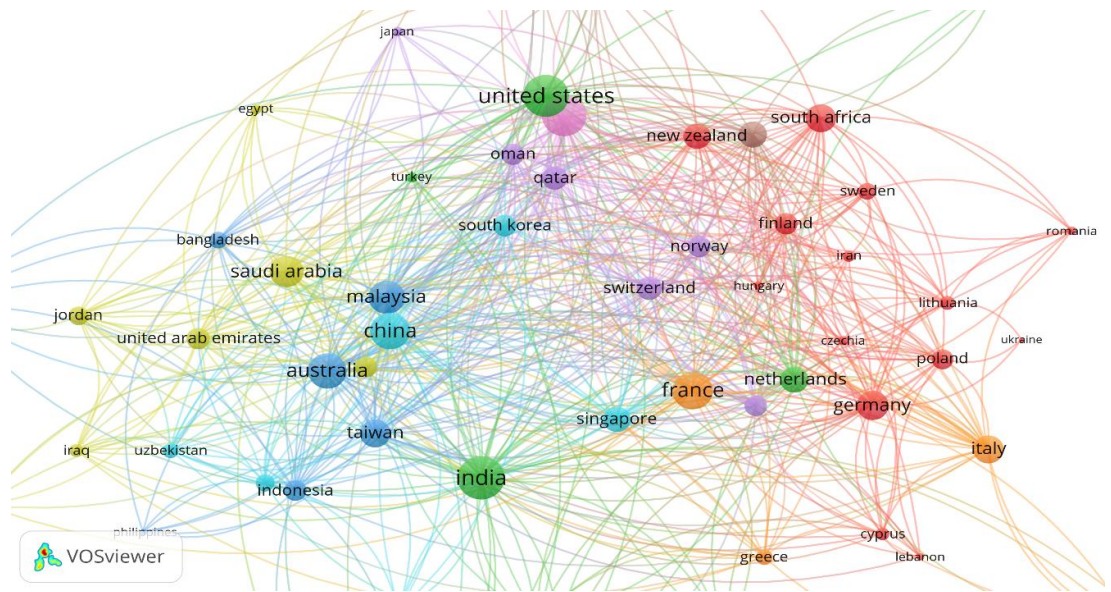 japan
united states
egypt
south africa
new zealand
oman
turkey
qatar
sweden
south korea
finland
romania
bangladesh
norway
iran
saudi arabia
hungary
switzerland
malaysia
lithuania
jordan
china
united arab emirates
czechia
ukraine
poland
australia
netherlands
france
germany
singapore
taiwan
iraq
uzbekistan
italy
india
indonesia
philippines
cyprus
VOSviewer
greece
lebanon